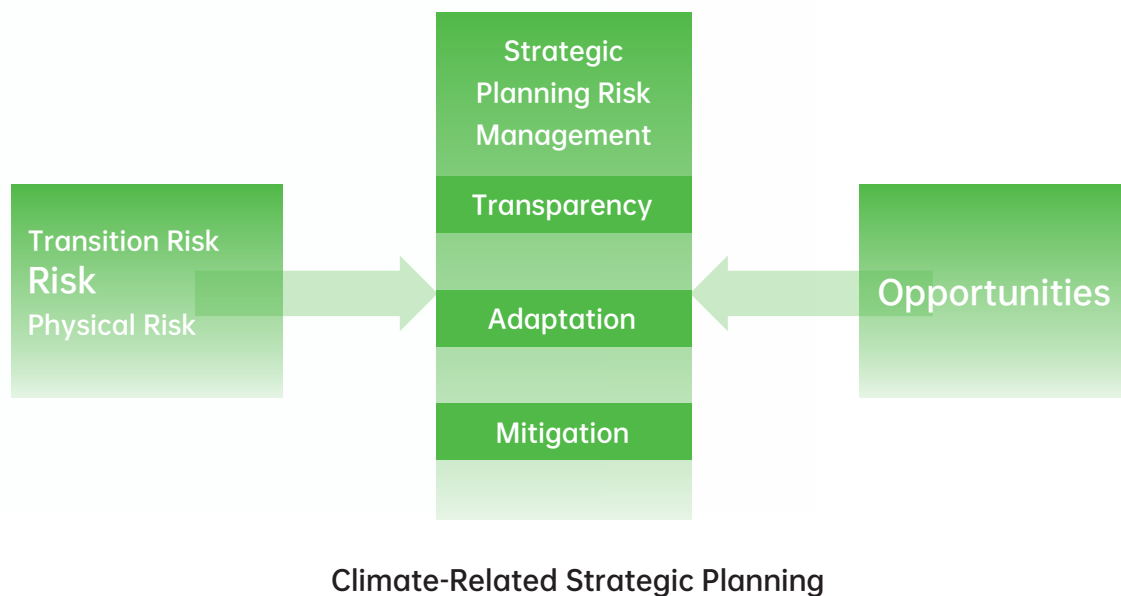 Transition Risk
Risk
Physical Risk
Strategic
Planning Risk
Management
Transparency
Adaptation
Mitigation
Opportunities
Climate-Related Strategic Planning